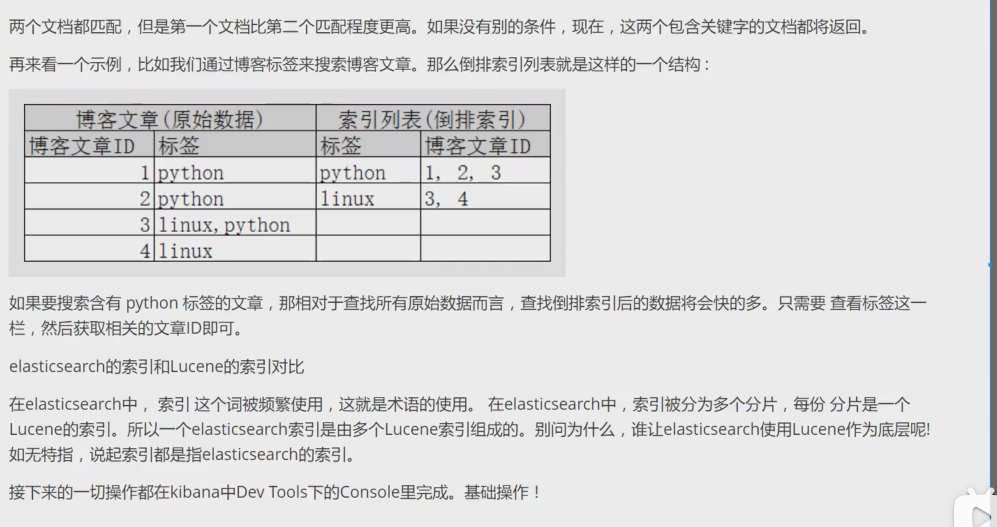 两个文档都匹配，但是第一个文档比第二个匹配程度更高。如果没有别的条件，现在，这两个包含关键字的文档都将返回。
再来看一个示例，比如我们通过博客标签来搜索博客文章。那么倒排索引列表就是这样的一个结构：
博客文章(原始数据) 索引列表(倒排索引)
博客文章ID 标签 标签 博客文章ID
1 python python 1, 2, 3
2 python linux 3, 4
3 linux,python
4 linux
如果要搜索含有 python 标签的文章，那相对于查找所有原始数据而言，查找倒排索引后的数据将会快的多。只需要 查看标签这一
栏，然后获取相关的文章ID即可。
elasticsearch的索引和Lucene的索引对比
在elasticsearch中， 索引 这个词被频繁使用，这就是术语的使用。 在elasticsearch中，索引被分为多个分片，每份 分片是一个
Lucene的索引。所以一个elasticsearch索引是由多个Lucene索引组成的。别问为什么，谁让elasticsearch使用Lucene作为底层呢!
如无特指，说起索引都是指elasticsearch的索引。
接下来的一切操作都在kibana中Dev Tools下的Console里完成。基础操作！